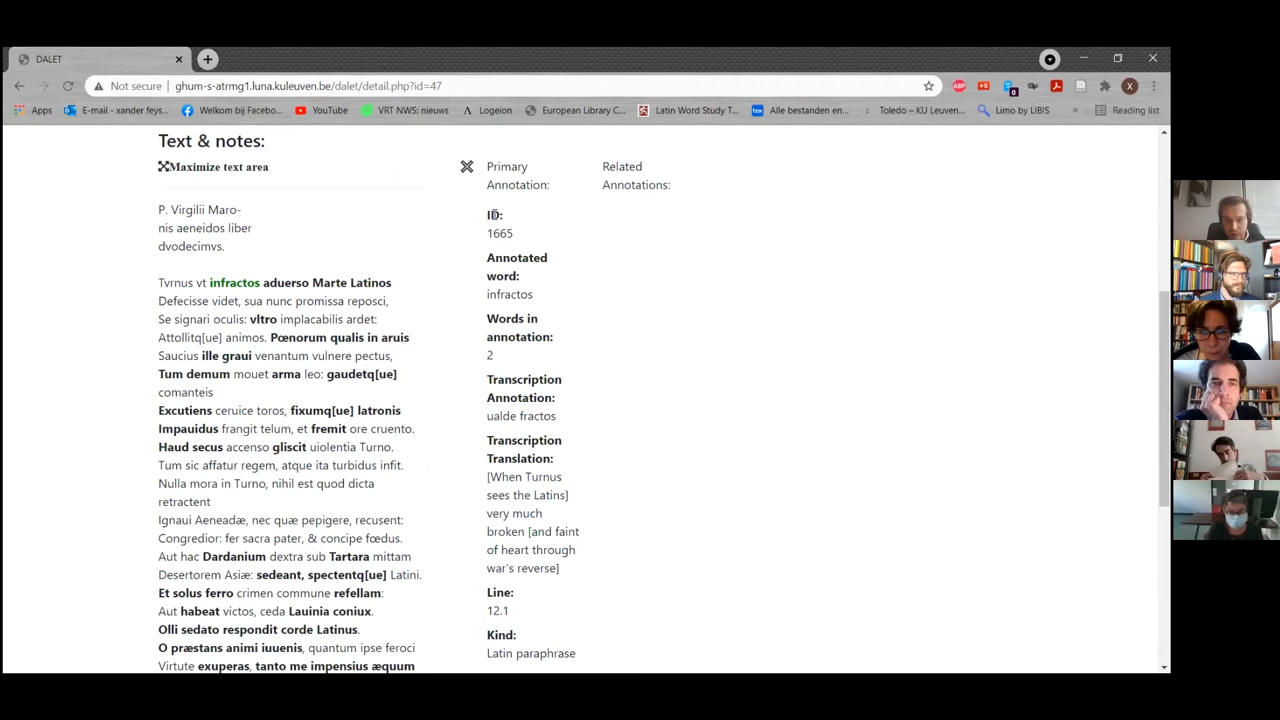 DALET
Not secure
ghum-s-atrmg1.luna.kuleuven.be/dalet/detail.php?id=47
Apps
E-mail - xander feys...
Welkom bij Facebo...
YouTube
VRT NWS: nieuws
Logeion
European Library C...
Latin Word Study T...
Alle bestanden en...
Toledo – KU Leuven...
Limo by LIBIS
»
Reading list
Text & notes:
Maximize text area
P. Virgilii Maro-
nis aeneidos liber
dvodecimvs.
Tvrnus vt infractos aduerso Marte Latinos
Defecisse videt, sua nunc promissa reposci,
Se signari oculis: vltro implacabilis ardet:
Attollitq[ue] animos. Pœnorum qualis in aruis
Saucius ille graui venantum vulnere pectus,
Tum demum mouet arma leo: gaudetq[ue]
comanteis
Excutiens ceruice toros, fixumq[ue] latronis
Impauidus frangit telum, et fremit ore cruento.
Haud secus accenso gliscit uiolentia Turno.
Tum sic affatur regem, atque ita turbidus infit.
Nulla mora in Turno, nihil est quod dicta
retractent
Ignaui Aeneadæ, nec quæ pepigere, recusent:
Congredior: fer sacra pater, & concipe fœdus.
Aut hac Dardanium dextra sub Tartara mittam
Desertorem Asiæ: sedeant, spectentq[ue] Latini.
Et solus ferro crimen commune refellam:
Aut habeat victos, ceda Lauinia coniux.
Olli sedato respondit corde Latinus.
O præstans animi iuuenis, quantum ipse feroci
Virtute exuperas, tanto me impensius æquum
Primary
Annotation:
Related
Annotations:
ID:
1665
Annotated
word:
infractos
Words in
annotation:
2
Transcription
Annotation:
ualde fractos
Transcription
Translation:
[When Turnus
sees the Latins]
very much
broken [and faint
of heart through
war's reverse]
Line:
12.1
Kind:
Latin paraphrase